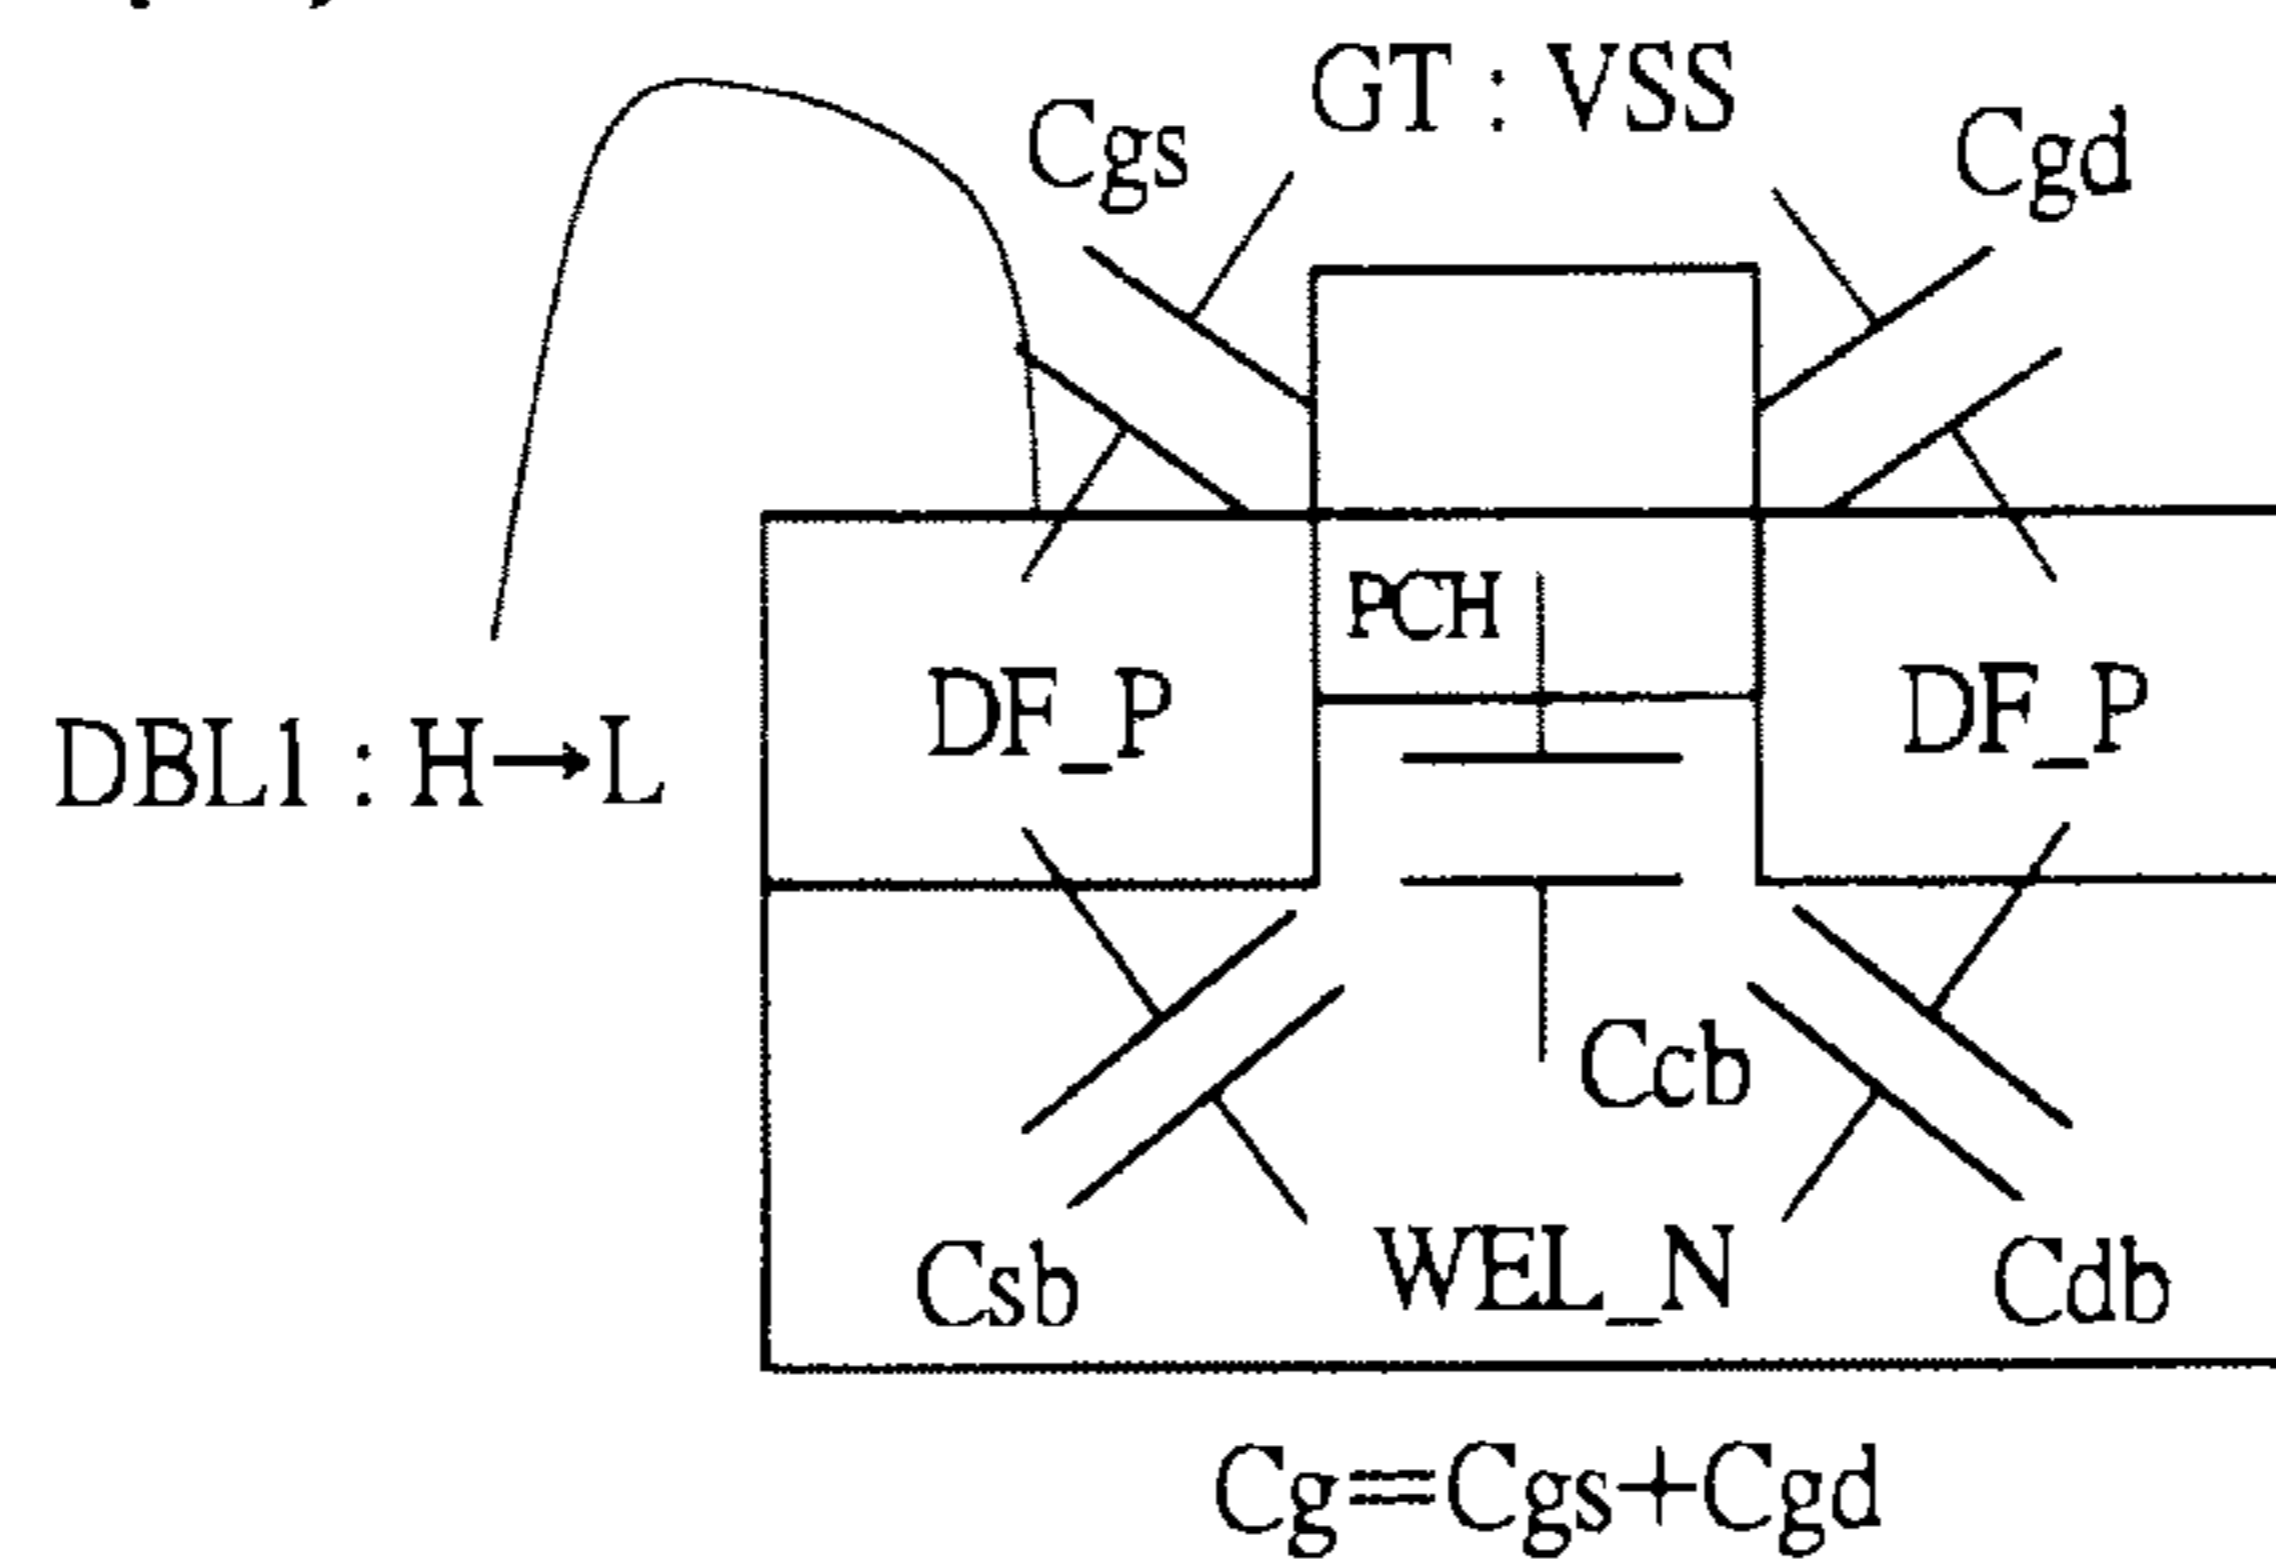 GT : VSS
Cgs
Cgd
PCH
DF_P
DF_P
DBL1 : H→L
Ccb
Csb
WEL_N
Cdb
Cg=Cgs+Cgd